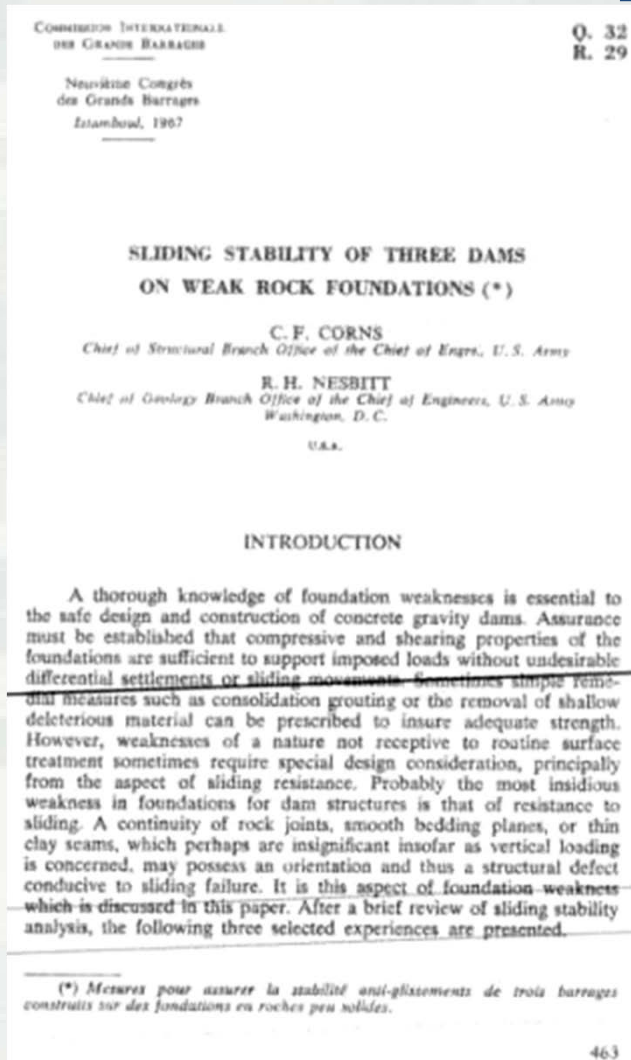 COMMISSION INTERNATIONALE
DES GRANDS BARRAGES
Neuvième Congrès
des Grands Barrages
Istamboul, 1967
Q. 32
R. 29
SLIDING STABILITY OF THREE DAMS
ON WEAK ROCK FOUNDATIONS (*)
C. F. CORNS
Chief of Structural Branch Office of the Chief of Engrs., U. S. Army
R. H. NESBITT
Chief of Geology Branch Office of the Chief of Engineers, U. S. Army
Washington, D. C.
U.S.A.
INTRODUCTION
A thorough knowledge of foundation weaknesses is essential to
the safe design and construction of concrete gravity dams. Assurance
must be established that compressive and shearing properties of the
foundations are sufficient to support imposed loads without undesirable
differential settlements or sliding movements. Sometimes simple reme-
dial measures such as consolidation grouting or the removal of shallow
deleterious material can be prescribed to insure adequate strength.
However, weaknesses of a nature not receptive to routine surface
treatment sometimes require special design consideration, principally
from the aspect of sliding resistance. Probably the most insidious
weakness in foundations for dam structures is that of resistance to
sliding. A continuity of rock joints, smooth bedding planes, or thin
clay seams, which perhaps are insignificant insofar as vertical loading
is concerned, may possess an orientation and thus a structural defect
conducive to sliding failure. It is this aspect of foundation weakness
which is discussed in this paper. After a brief review of sliding stability
analysis, the following three selected experiences are presented.
(*) Mesures pour assurer la stabilité anti-glissements de trois barrages
construits sur des fondations en roches peu solides.
463